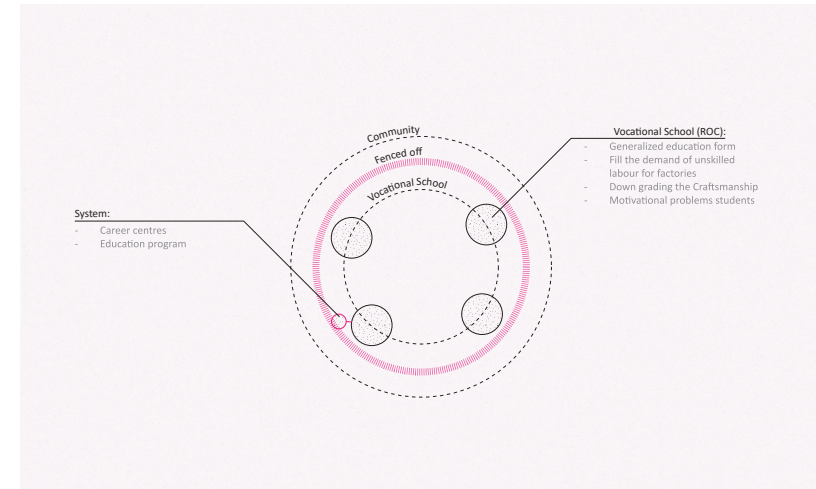 Community
Fenced off
Vocational School
Vocational School (ROC):
- Generalized education form
- Fill the demand of unskilled
labour for factories
- Down grading the Craftsmanship
- Motivational problems students
System:
- Career centres
- Education program